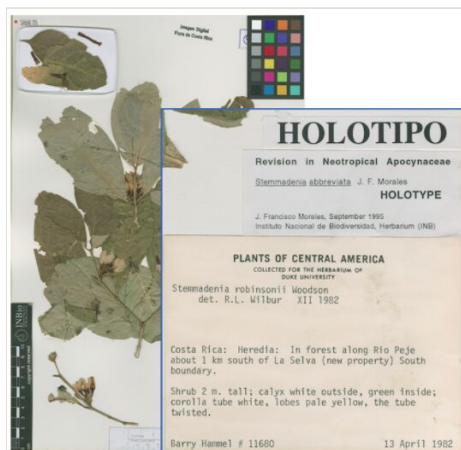 Imagen Digital
Flora de Costa Rica
INBio
copyright reserved
HOLOTIPO
Revision in Neotropical Apocynaceae
Stemmadenia abbreviata J. F. Morales
HOLOTYPE
J. Francisco Morales, September 1995
Instituto Nacional de Biodiversidad, Herbarium (INB)
PLANTS OF CENTRAL AMERICA
COLLECTED FOR THE HERBARIUM OF
DUKE UNIVERSITY
Stemmadenia robinsonii Woodson
det. R.L. Wilbur XII 1982
Costa Rica: Heredia: In forest along Rio Peje
about 1 km south of La Selva (new property) South
boundary.
Shrub 2 m. tall; calyx white outside, green inside;
corolla tube white, lobes pale yellow, the tube
twisted.
Barry Hammel # 11680 13 April 1982